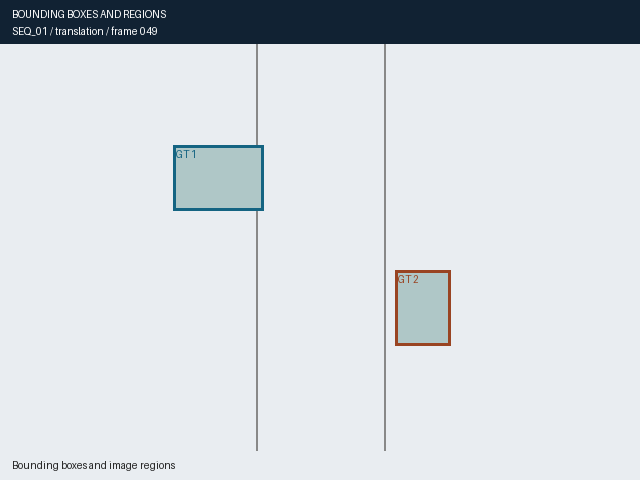 BOUNDING BOXES AND REGIONS
SEQ_01 / translation / frame 049
GT1
GT2
Bounding boxes and image regions